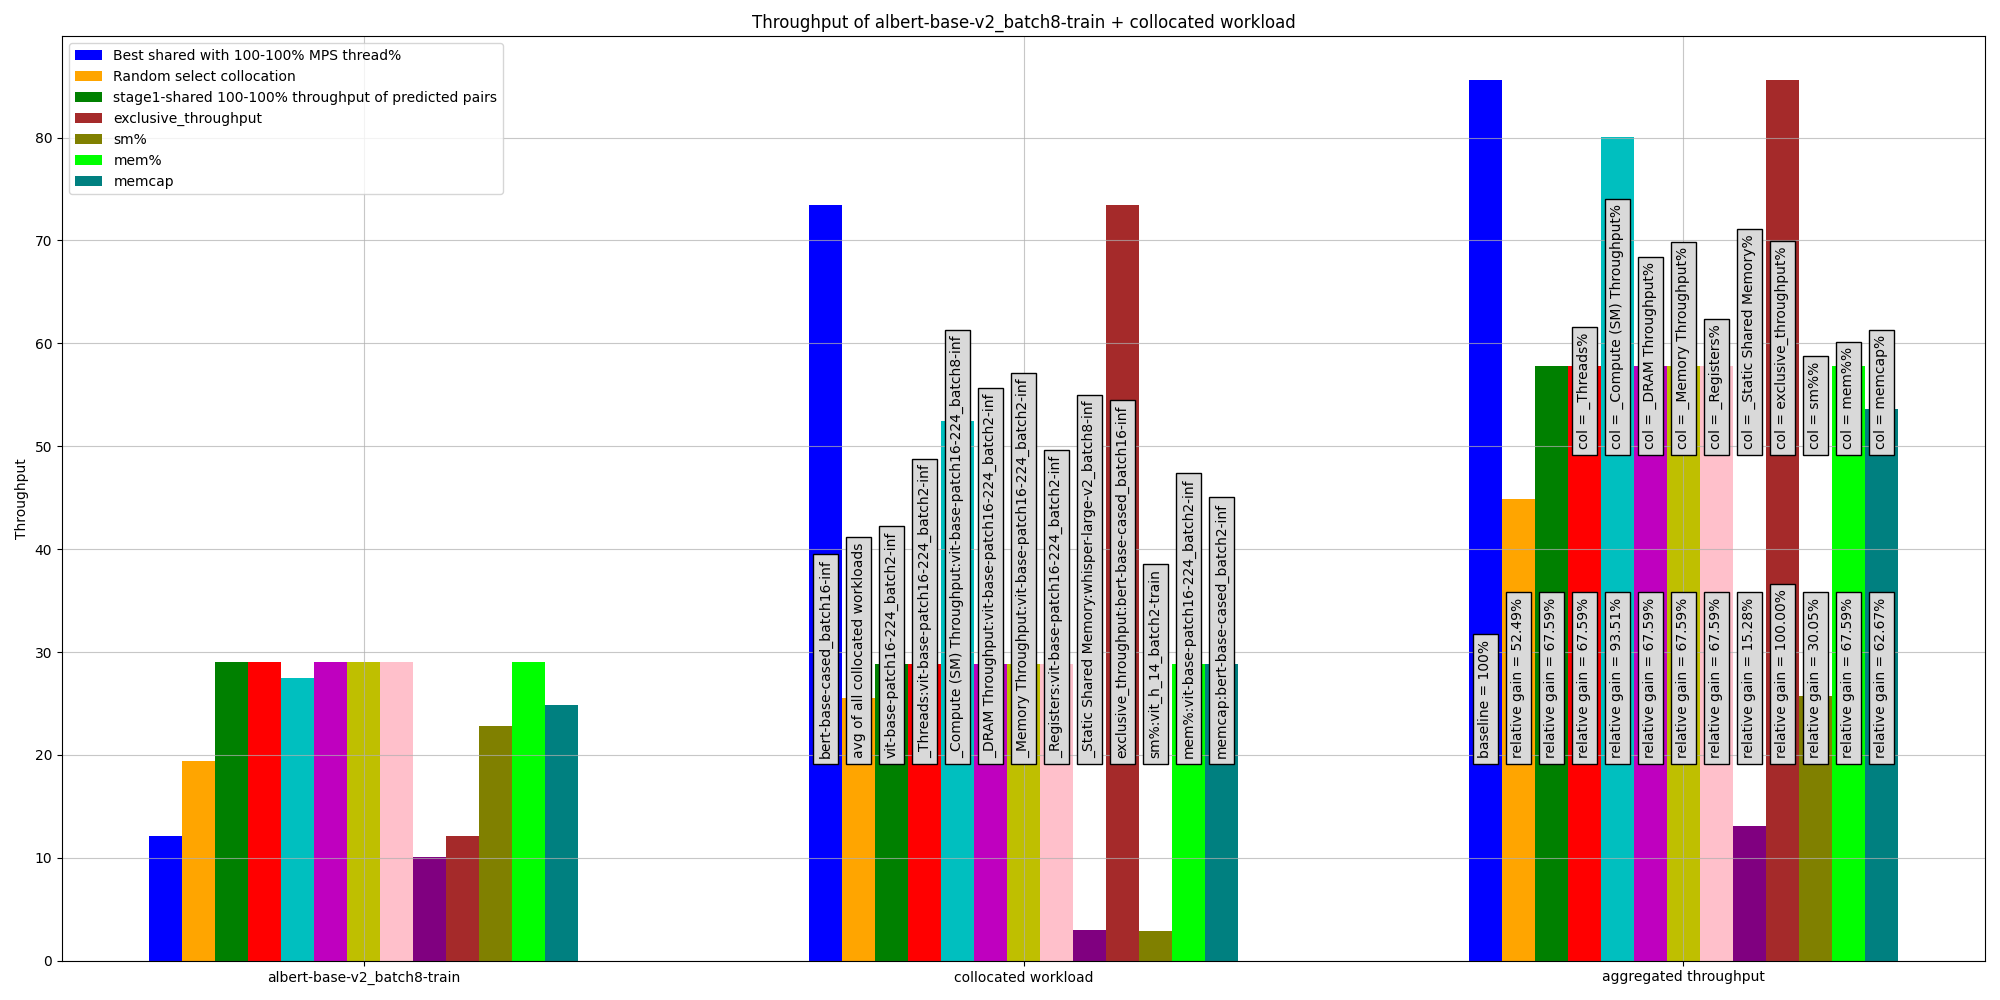 Throughput of albert-base-v2_batch8-train + collocated workload
Best shared with 100-100% MPS thread%
Random select collocation
stage1-shared 100-100% throughput of predicted pairs
exclusive_throughput
sm%
mem%
memcap
Throughput
80
70
60
50
40
30
20
10
0
bert-base-cased_batch16-inf
avg of all collocated workloads
vit-base-patch16-224_batch2-inf
_Threads:vit-base-patch16-224_batch2-inf
_Compute (SM) Throughput:vit-base-patch16-224_batch8-inf
_DRAM Throughput:vit-base-patch16-224_batch2-inf
_Memory Throughput:vit-base-patch16-224_batch2-inf
_Registers:vit-base-patch16-224_batch2-inf
_Static Shared Memory:whisper-large-v2_batch8-inf
exclusive_throughput:bert-base-cased_batch16-inf
sm%:vit_h_14_batch2-train
mem%:vit-base-patch16-224_batch2-inf
memcap:bert-base-cased_batch2-inf
col = _Threads%
col = _Compute (SM) Throughput%
col = _DRAM Throughput%
col = _Memory Throughput%
col = _Registers%
col = _Static Shared Memory%
col = exclusive_throughput%
col = sm%%
col = mem%%
col = memcap%
baseline = 100%
relative gain = 52.49%
relative gain = 67.59%
relative gain = 67.59%
relative gain = 93.51%
relative gain = 67.59%
relative gain = 67.59%
relative gain = 67.59%
relative gain = 15.28%
relative gain = 100.00%
relative gain = 30.05%
relative gain = 67.59%
relative gain = 62.67%
albert-base-v2_batch8-train
collocated workload
aggregated throughput